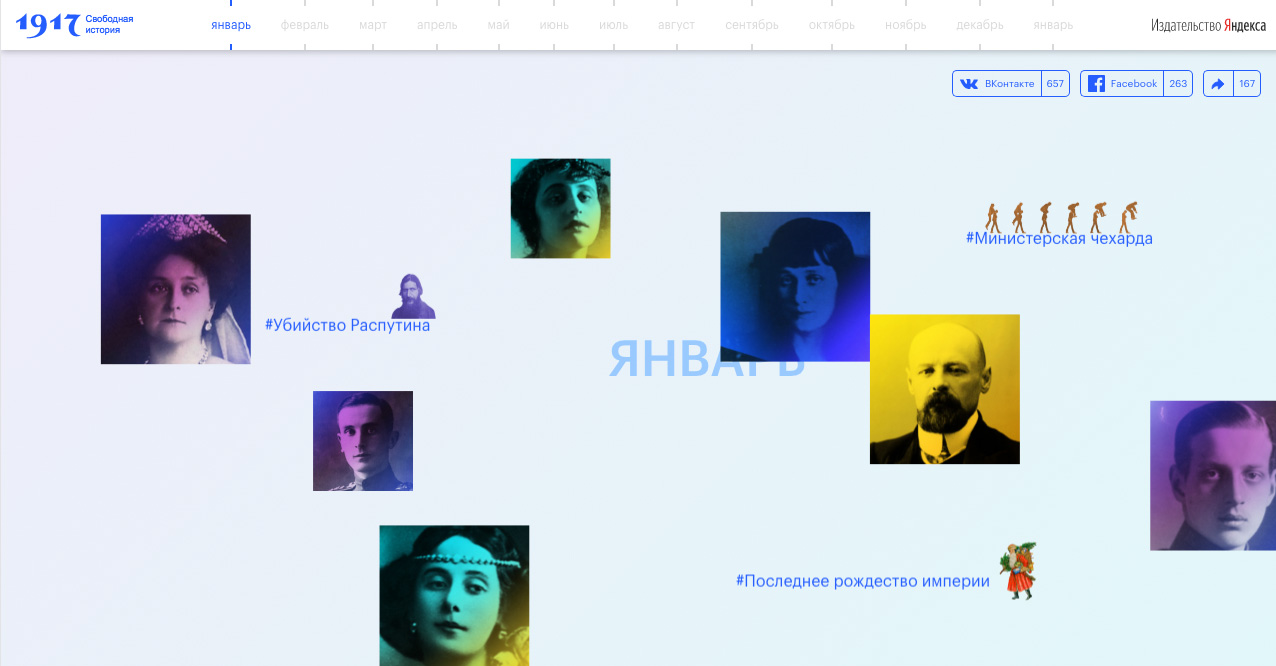 1917 Свободная
история
январь февраль март апрель май июнь июль август сентябрь октябрь ноябрь декабрь январь
Издательство Яндекса
ВКонтакте 657 Facebook 263 167
#Министерская чехарда
#Убийство Распутина
ЯНВАРЬ
#Последнее рождество империи